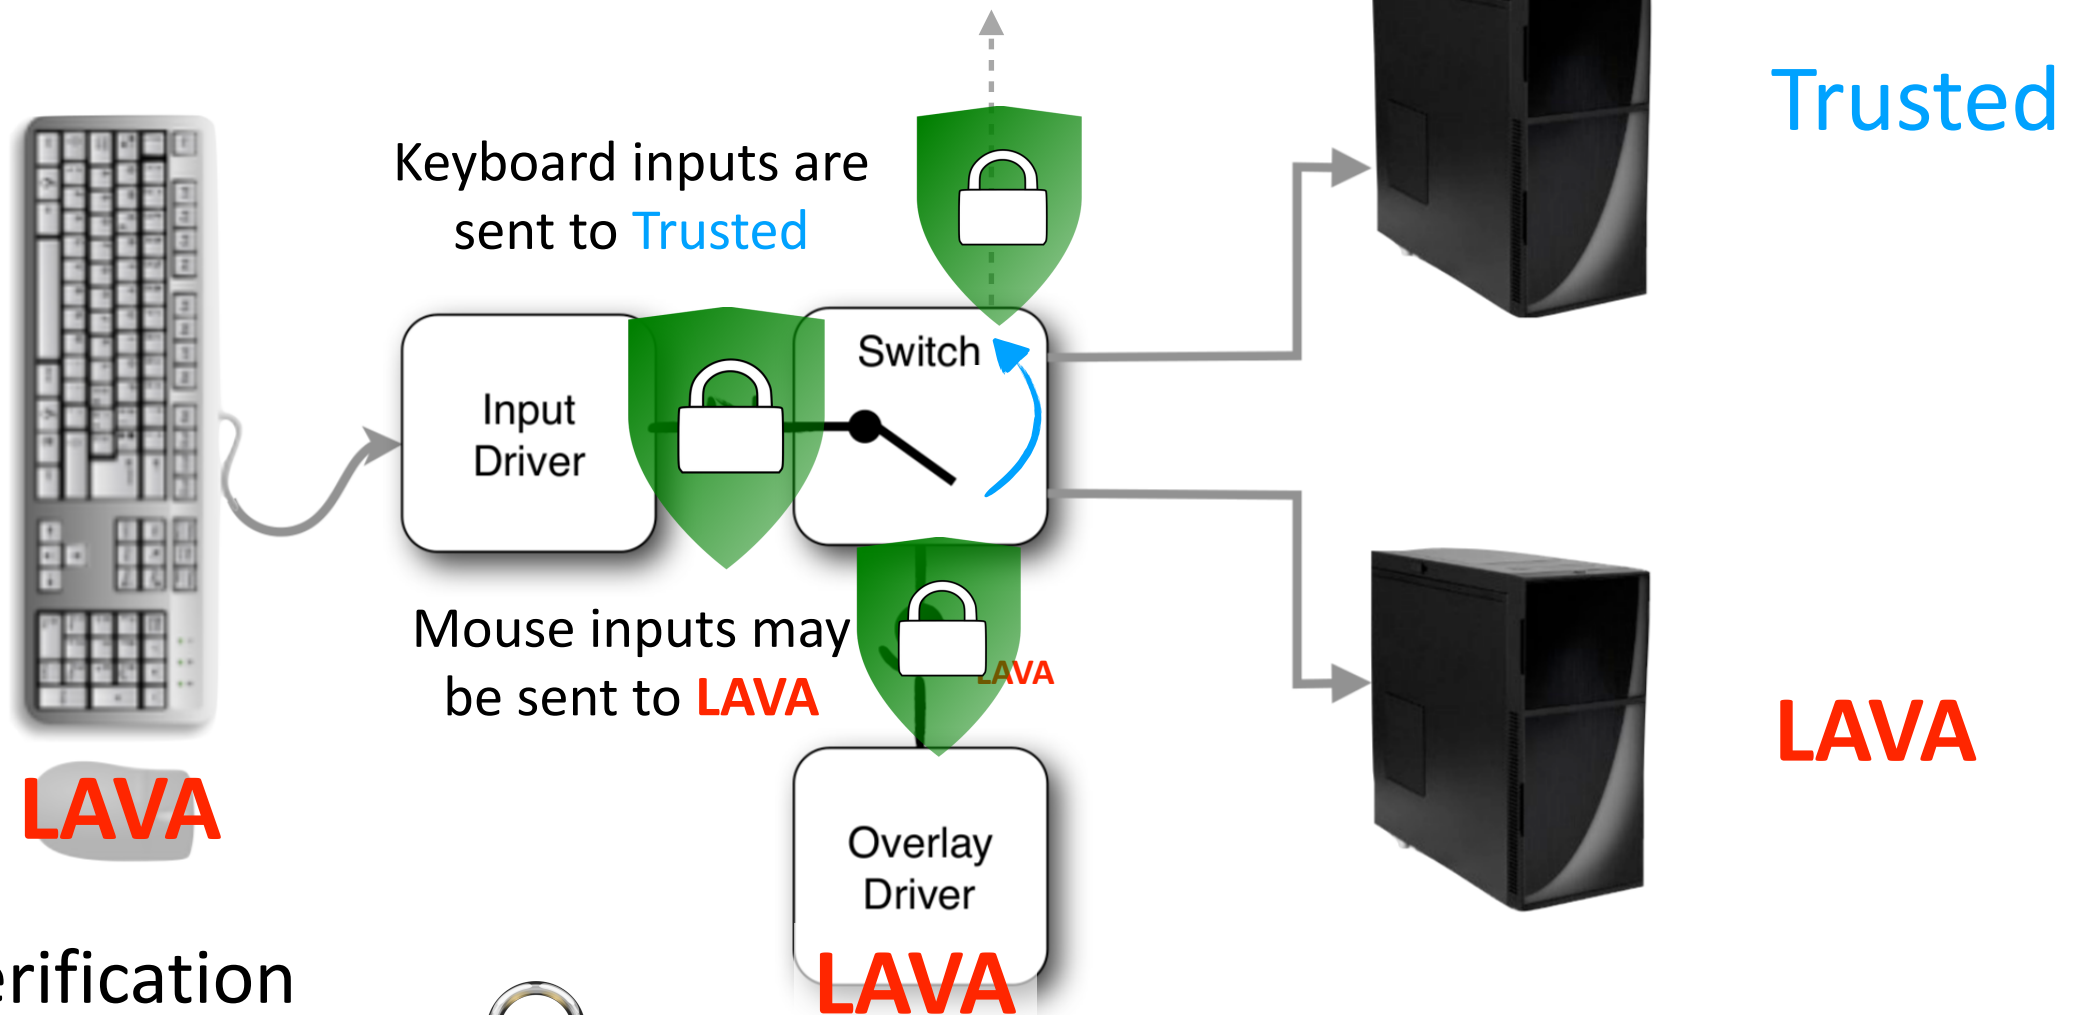 Trusted
Keyboard inputs are
sent to Trusted
Switch
Input
Driver
Mouse inputs may
be sent to LAVA
LAVA
LAVA
LAVA
Overlay
Driver
erification
LAVA